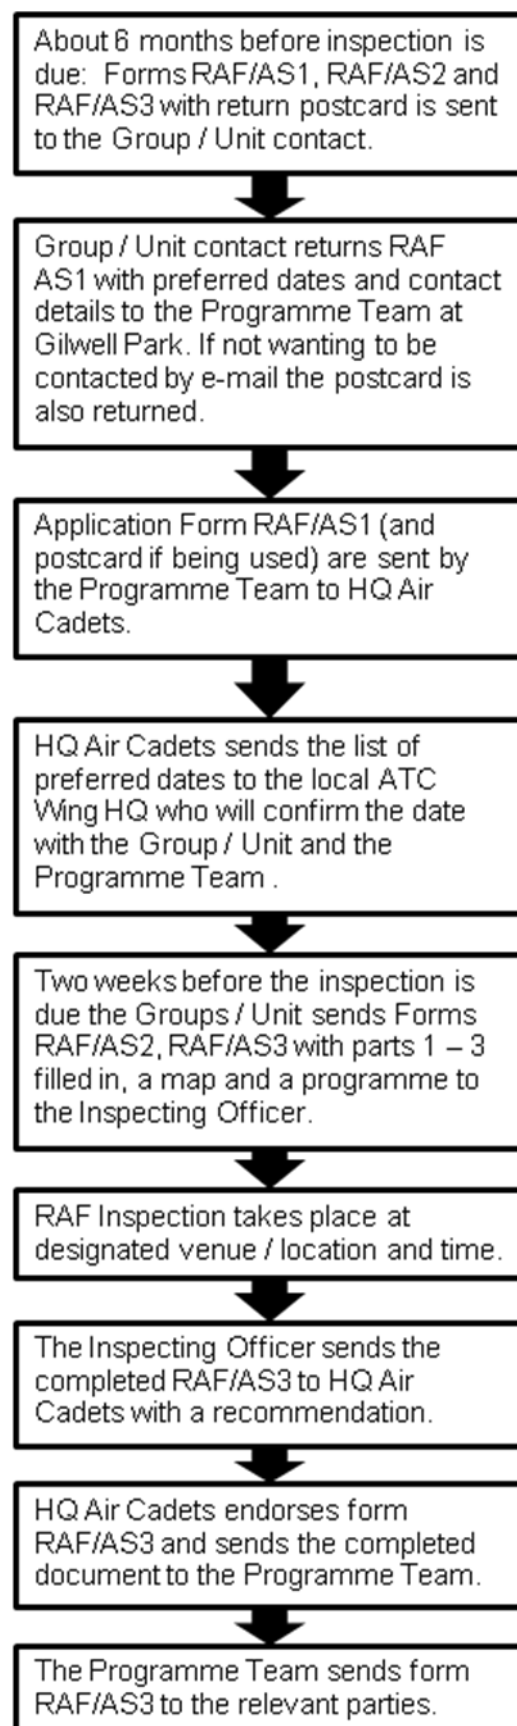 About 6 months before inspection is
due:  Forms RAF/AS1, RAF/AS2 and
RAF/AS3 with return postcard is sent
to the Group / Unit contact.
Group / Unit contact returns RAF
AS1 with preferred dates and contact
details to the Programme Team at
Gilwell Park. If not wanting to be
contacted by e-mail the postcard is
also returned.
Application Form RAF/AS1 (and
postcard if being used) are sent by
the Programme Team to HQ Air
Cadets.
HQ Air Cadets sends the list of
preferred dates to the local ATC
Wing HQ who will confirm the date
with the Group / Unit and the
Programme Team .
Two weeks before the inspection is
due the Groups / Unit sends Forms
RAF/AS2, RAF/AS3 with parts 1 – 3
filled in, a map and a programme to
the Inspecting Officer.
RAF Inspection takes place at
designated venue / location and time.
The Inspecting Officer sends the
completed RAF/AS3 to HQ Air
Cadets with a recommendation.
HQ Air Cadets endorses form
RAF/AS3 and sends the completed
document to the Programme Team.
The Programme Team sends form
RAF/AS3 to the relevant parties.